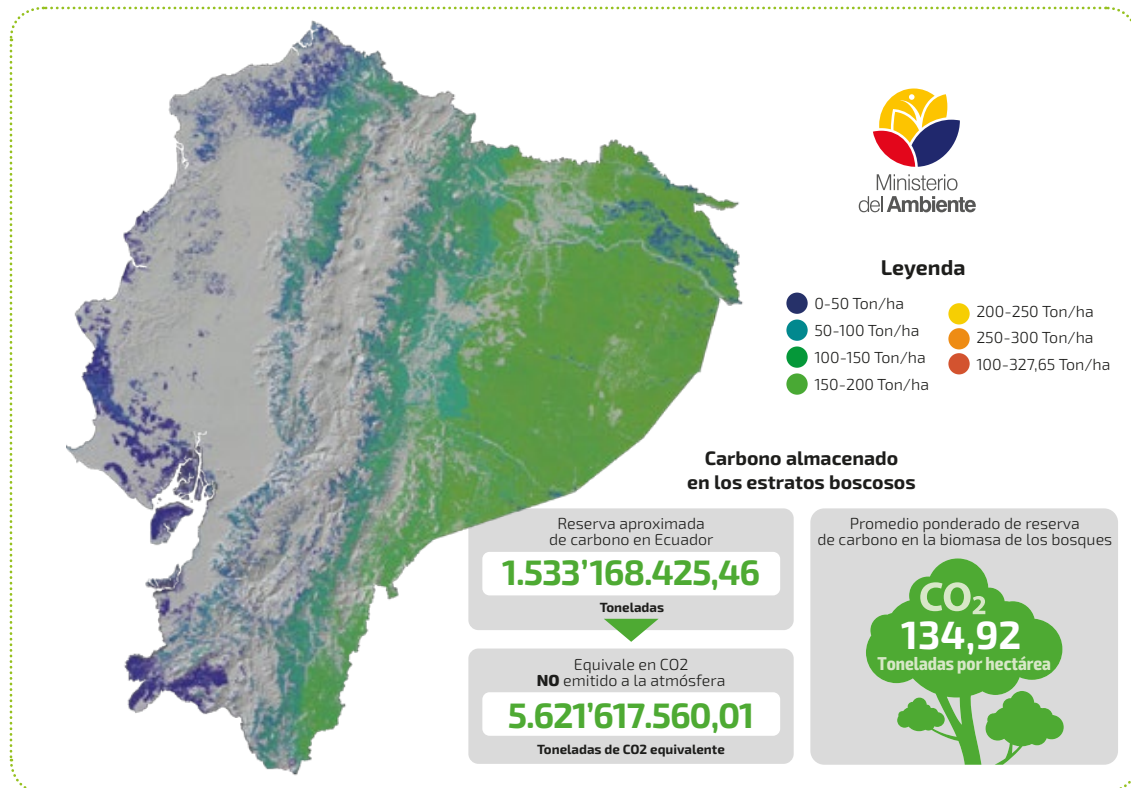 Ministerio
del Ambiente
Leyenda
0-50 Ton/ha
50-100 Ton/ha
100-150 Ton/ha
150-200 Ton/ha
200-250 Ton/ha
250-300 Ton/ha
100-327,65 Ton/ha
Carbono almacenado
en los estratos boscosos
Reserva aproximada
de carbono en Ecuador
1.533’168.425,46
Toneladas
Equivale en CO2
NO emitido a la atmósfera
5.621’617.560,01
Toneladas de CO2 equivalente
Promedio ponderado de reserva
de carbono en la biomasa de los bosques
CO₂
134,92
Toneladas por hectárea